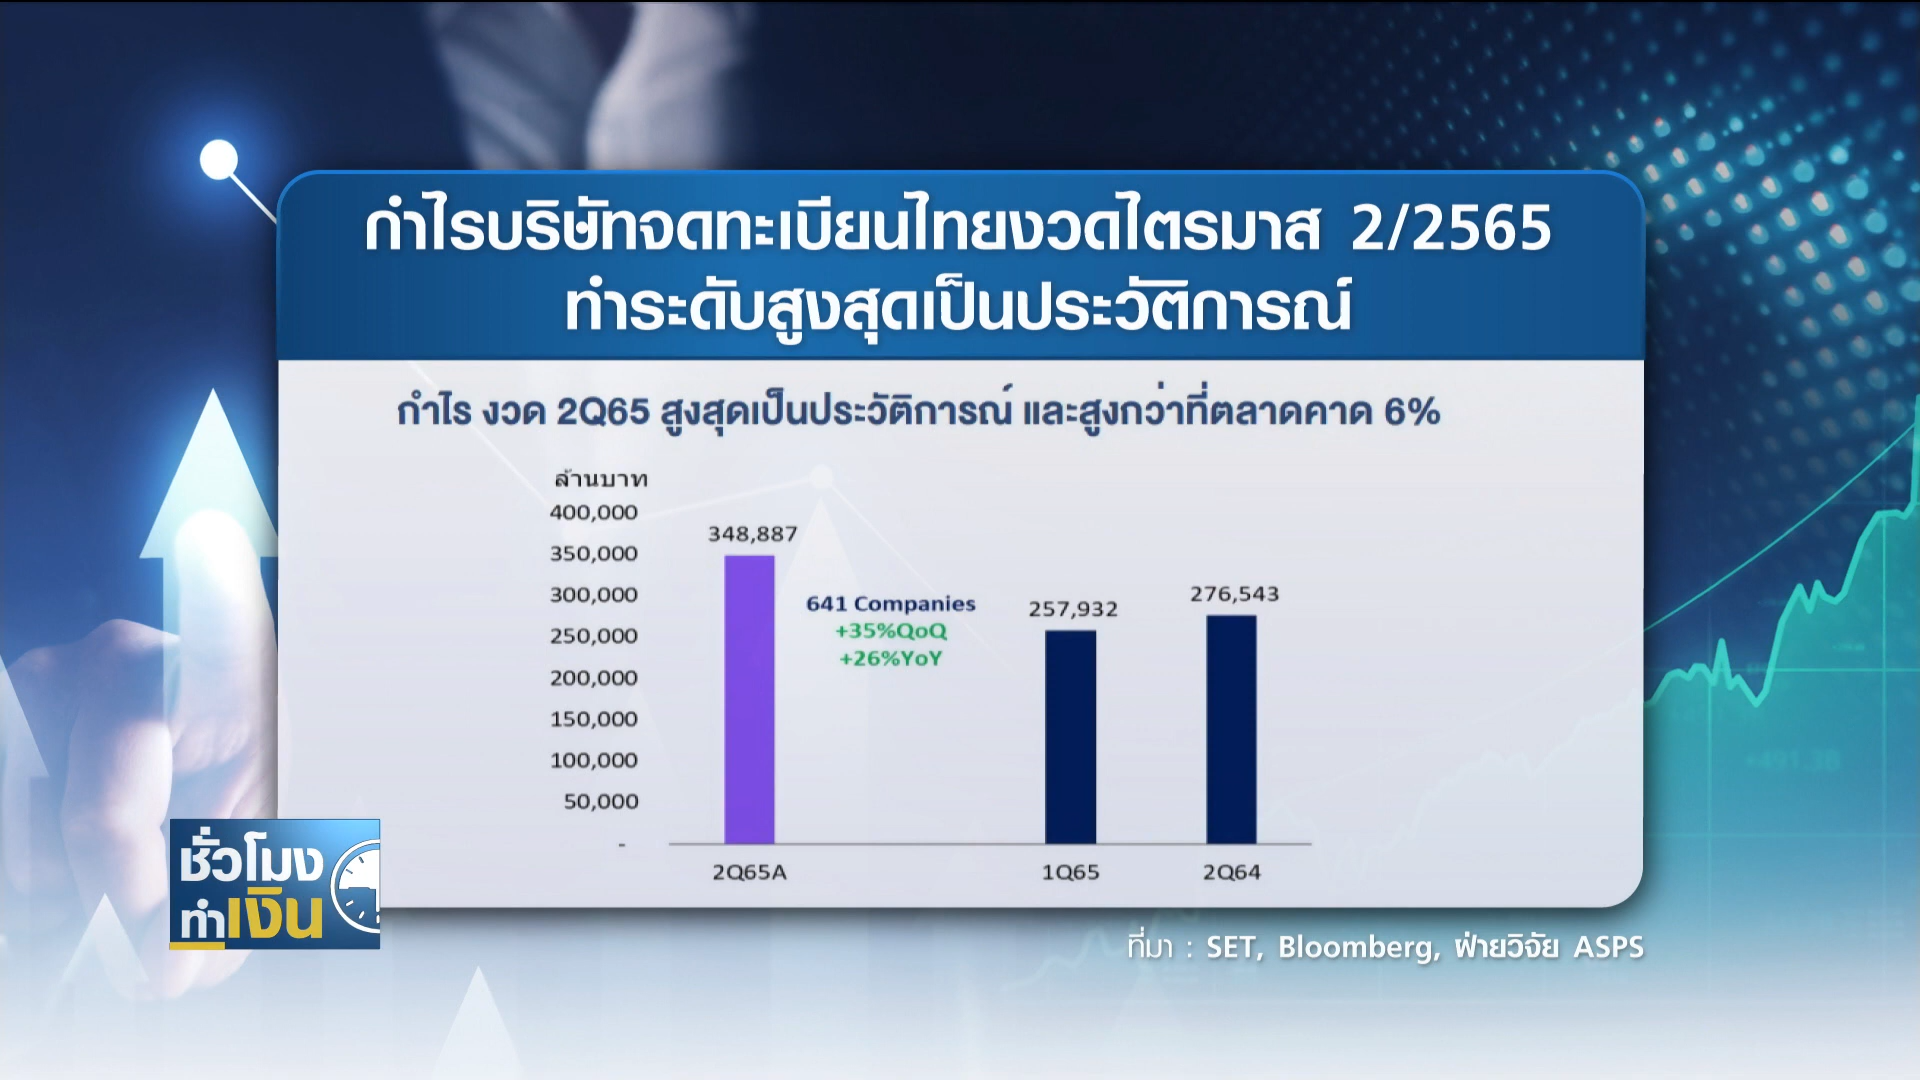 กำไรบริษัทจดทะเบียนไทยงวดไตรมาส 2/2565
ทำระดับสูงสุดเป็นประวัติการณ์
กำไร งวด 2Q65 สูงสุดเป็นประวัติการณ์ และสูงกว่าที่ตลาดคาด 6%
ล้านบาท
400,000
350,000
300,000
250,000
200,000
150,000
100,000
50,000
-
348,887
641 Companies
+35%QoQ
+26%YoY
257,932
276,543
2Q65A
1Q65
2Q64
ชั่วโมง
ทำเงิน
ที่มา : SET, Bloomberg, ฝ่ายวิจัย ASPS